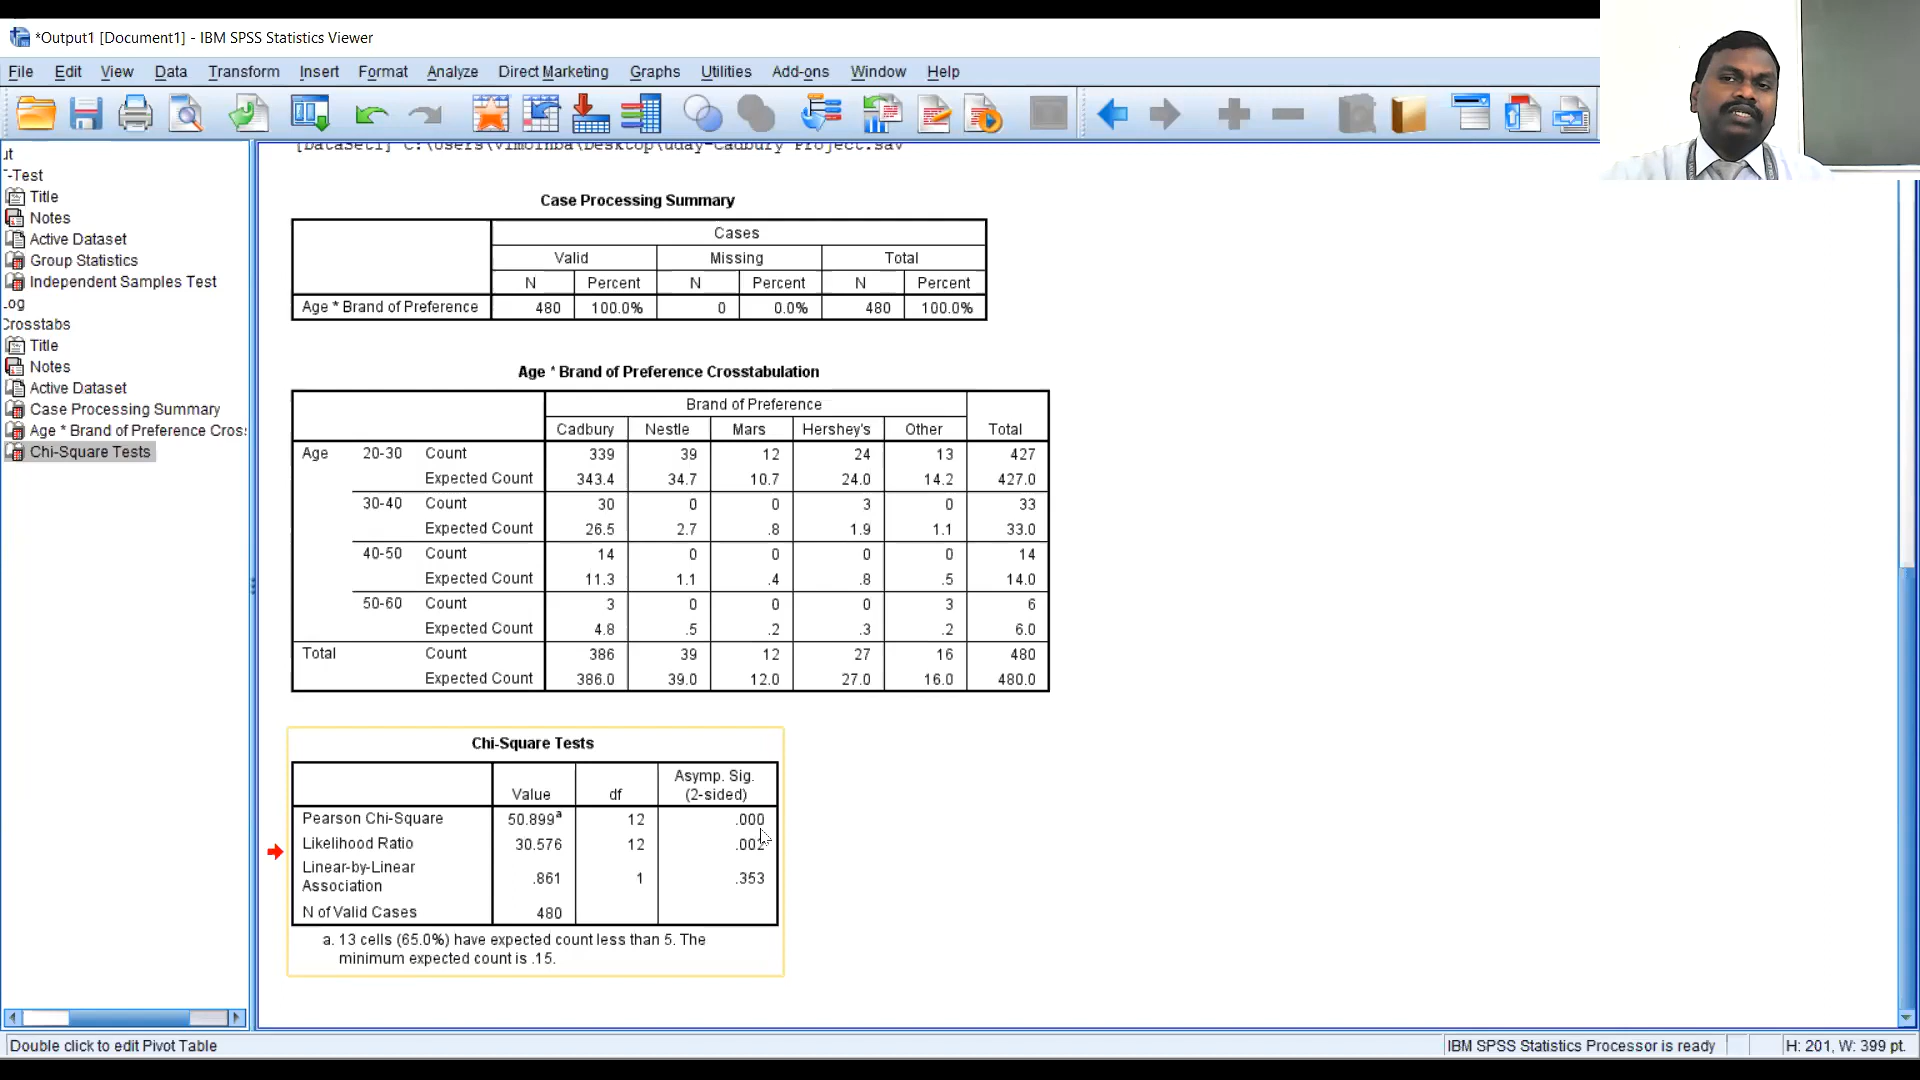 *Output1 [Document1] - IBM SPSS Statistics Viewer
File Edit View Data Transform Insert Format Analyze Direct Marketing Graphs Utilities Add-ons Window Help
ut
T-Test
Title
Notes
Active Dataset
Group Statistics
Independent Samples Test
Log
Crosstabs
Title
Notes
Active Dataset
Case Processing Summary
Age * Brand of Preference Cros
Chi-Square Tests
[DataSet1] C:\Users\vimoinba\Desktop\uday-Cadbury Project.sav
Case Processing Summary
Cases
Valid Missing Total
N Percent N Percent N Percent
Age * Brand of Preference 480 100.0% 0 0.0% 480 100.0%
Age * Brand of Preference Crosstabulation
Brand of Preference
Cadbury Nestle Mars Hershey's Other Total
Age 20-30 Count 339 39 12 24 13 427
Expected Count 343.4 34.7 10.7 24.0 14.2 427.0
30-40 Count 30 0 0 3 0 33
Expected Count 26.5 2.7 .8 1.9 1.1 33.0
40-50 Count 14 0 0 0 0 14
Expected Count 11.3 1.1 .4 .8 .5 14.0
50-60 Count 3 0 0 0 3 6
Expected Count 4.8 .5 .2 .3 .2 6.0
Total Count 386 39 12 27 16 480
Expected Count 386.0 39.0 12.0 27.0 16.0 480.0
Chi-Square Tests
Value df Asymp. Sig.
(2-sided)
Pearson Chi-Square 50.899a 12 .000
Likelihood Ratio 30.576 12 .002
Linear-by-Linear
Association .861 1 .353
N of Valid Cases 480
a. 13 cells (65.0%) have expected count less than 5. The
minimum expected count is .15.
Double click to edit Pivot Table
IBM SPSS Statistics Processor is ready
H: 201, W: 399 pt.